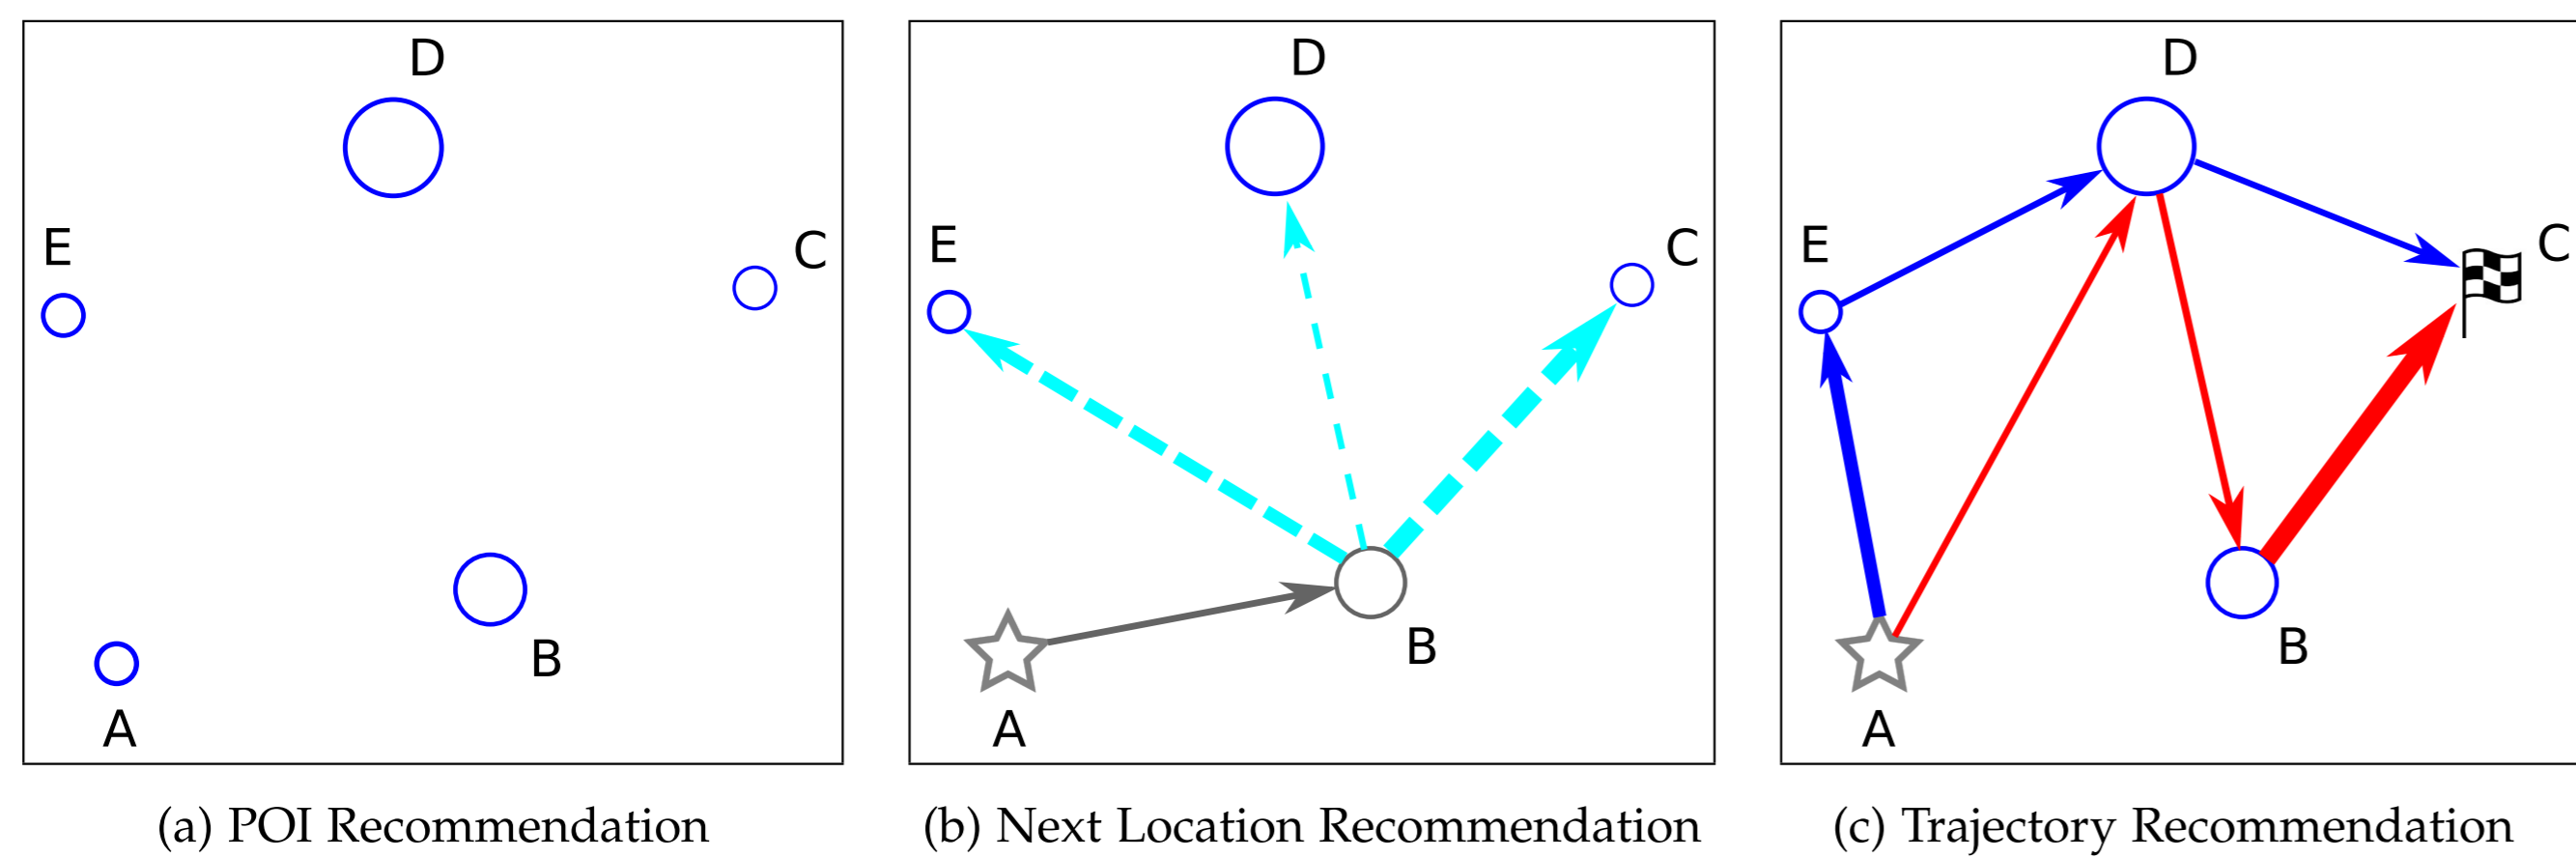 D
E
C
B
A
(a) POI Recommendation
D
E
C
B
A
(b) Next Location Recommendation
D
E
C
B
A
(c) Trajectory Recommendation